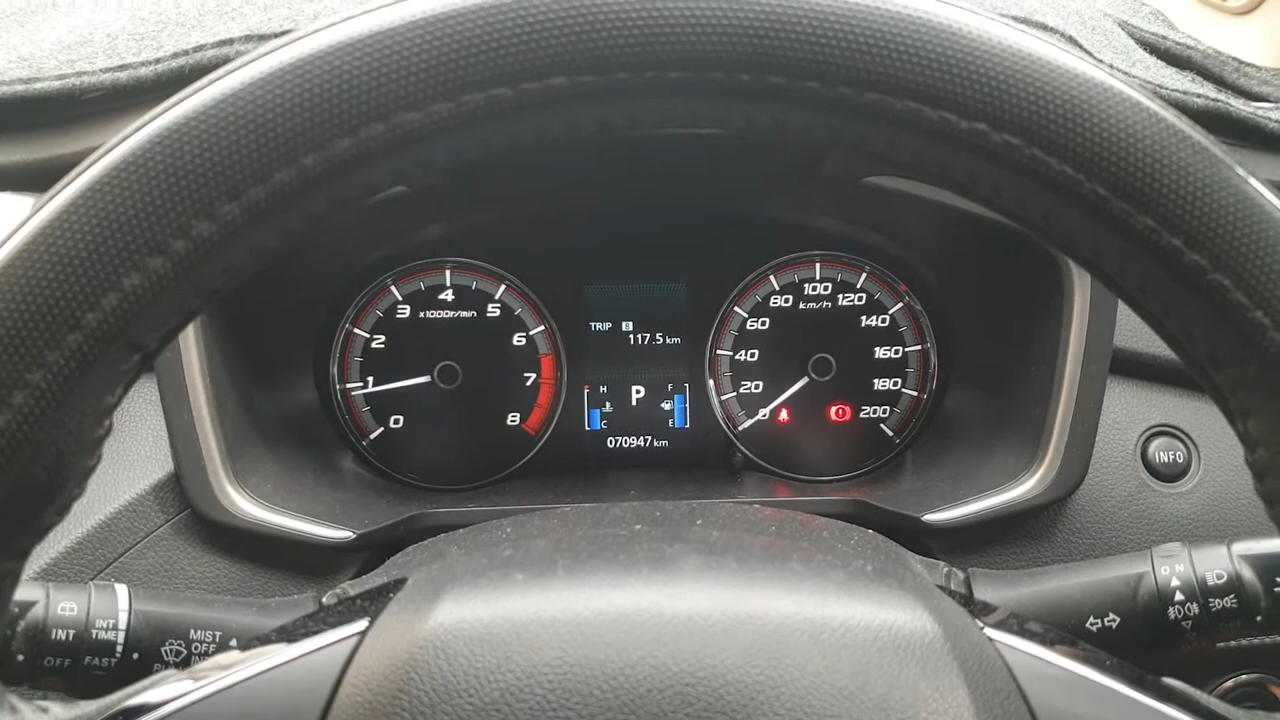 4
3
5
x1000r/min
2
6
1
7
0
8
TRIP B
117.5 km
H
F
P
C
E
070947 km
100
80
120
km/h
60
140
40
160
20
180
0
200
INFO
INT
INT
TIME
OFF
FAST
MIST
OFF
ON